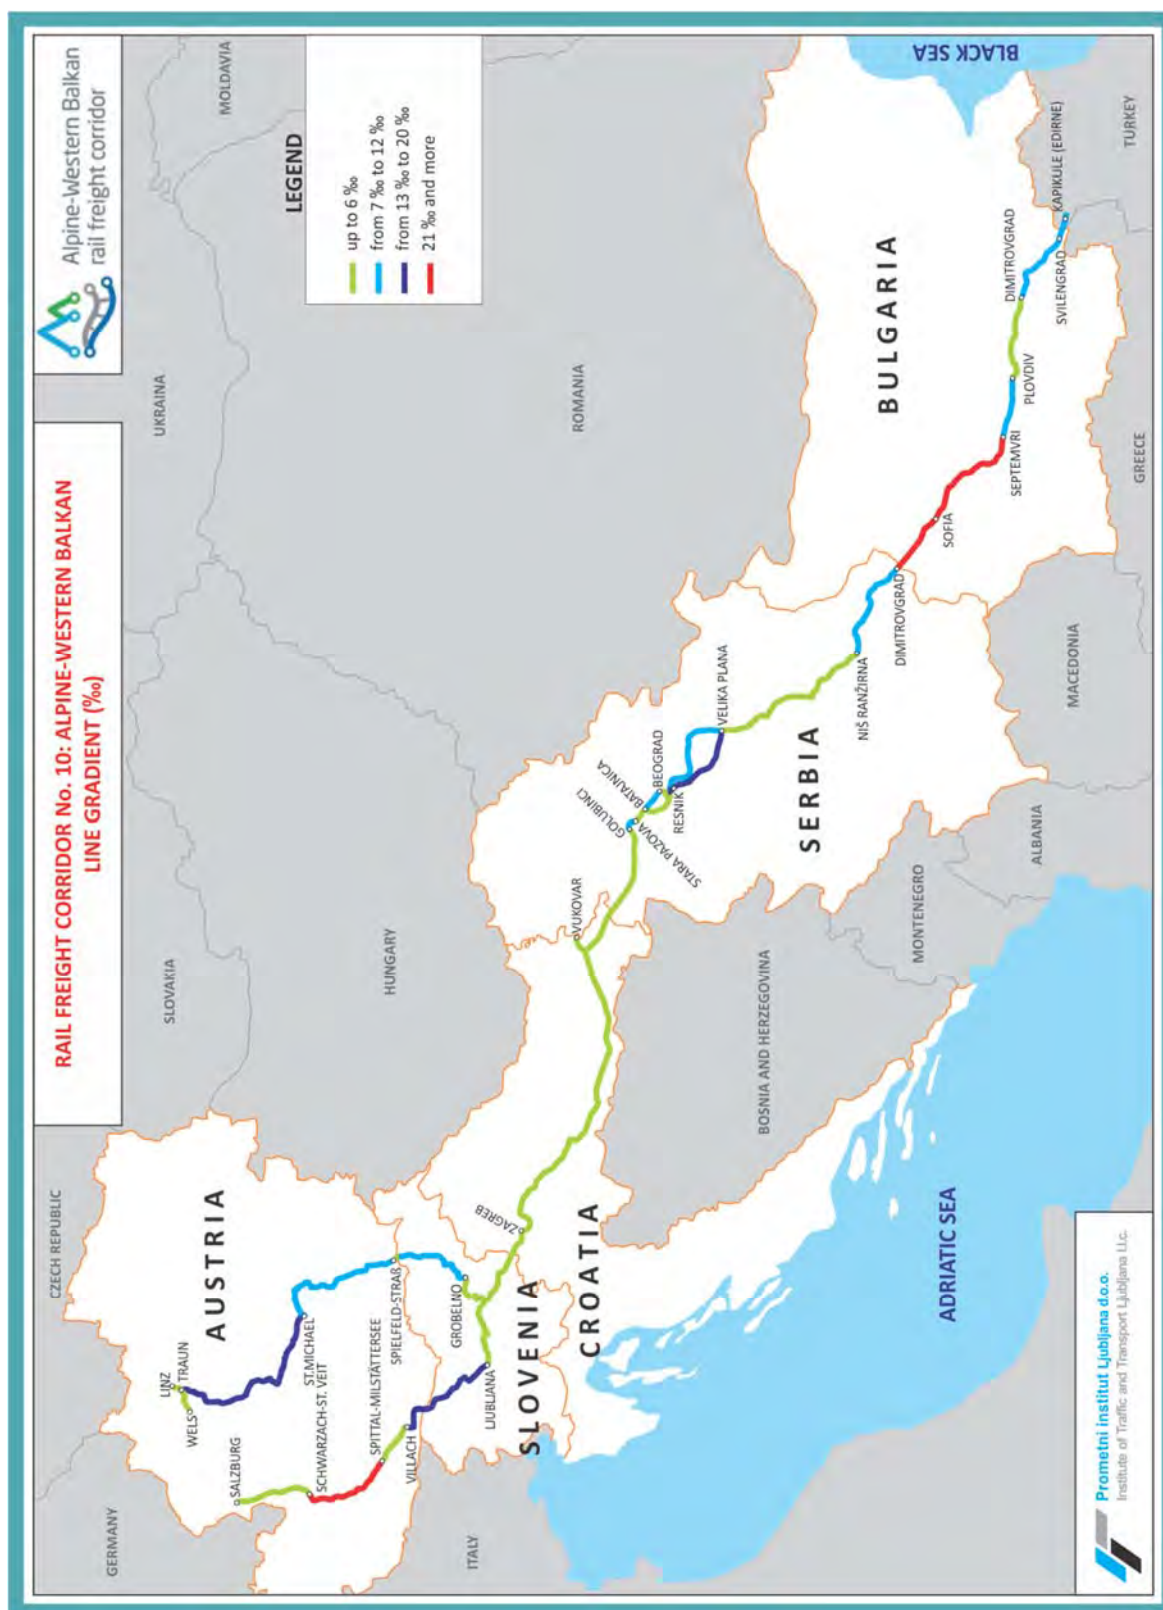 RAIL FREIGHT CORRIDOR No. 10: ALPINE-WESTERN BALKAN
LINE GRADIENT (‰)
Alpine-Western Balkan
rail freight corridor
LEGEND
up to 6 ‰
from 7 ‰ to 12 ‰
from 13 ‰ to 20 ‰
21 ‰ and more
GERMANY
CZECH REPUBLIC
SLOVAKIA
UKRAINA
MOLDAVIA
HUNGARY
ROMANIA
ITALY
BOSNIA AND HERZEGOVINA
MONTENEGRO
ALBANIA
MACEDONIA
GREECE
TURKEY
BLACK SEA
ADRIATIC SEA
AUSTRIA
SLOVENIA
CROATIA
SERBIA
BULGARIA
LINZ
TRAUN
WELS
SALZBURG
ST.MICHAEL
SCHWARZACH-ST. VEIT
SPITTAL-MILSTÄTTERSEE
SPIELFELD-STRAß
VILLACH
GROBELNO
LJUBLJANA
ZAGREB
VUKOVAR
GOLUBINCI
STARA PAZOVA
BATAJNICA
BEOGRAD
RESNIK
VELIKA PLANA
NIŠ RANŽIRNA
DIMITROVGRAD
SOFIA
SEPTEMVRI
PLOVDIV
DIMITROVGRAD
SVILENGRAD
KAPIKULE (EDIRNE)
Prometni institut Ljubljana d.o.o.
Institute of Traffic and Transport Ljubljana Ll.c.